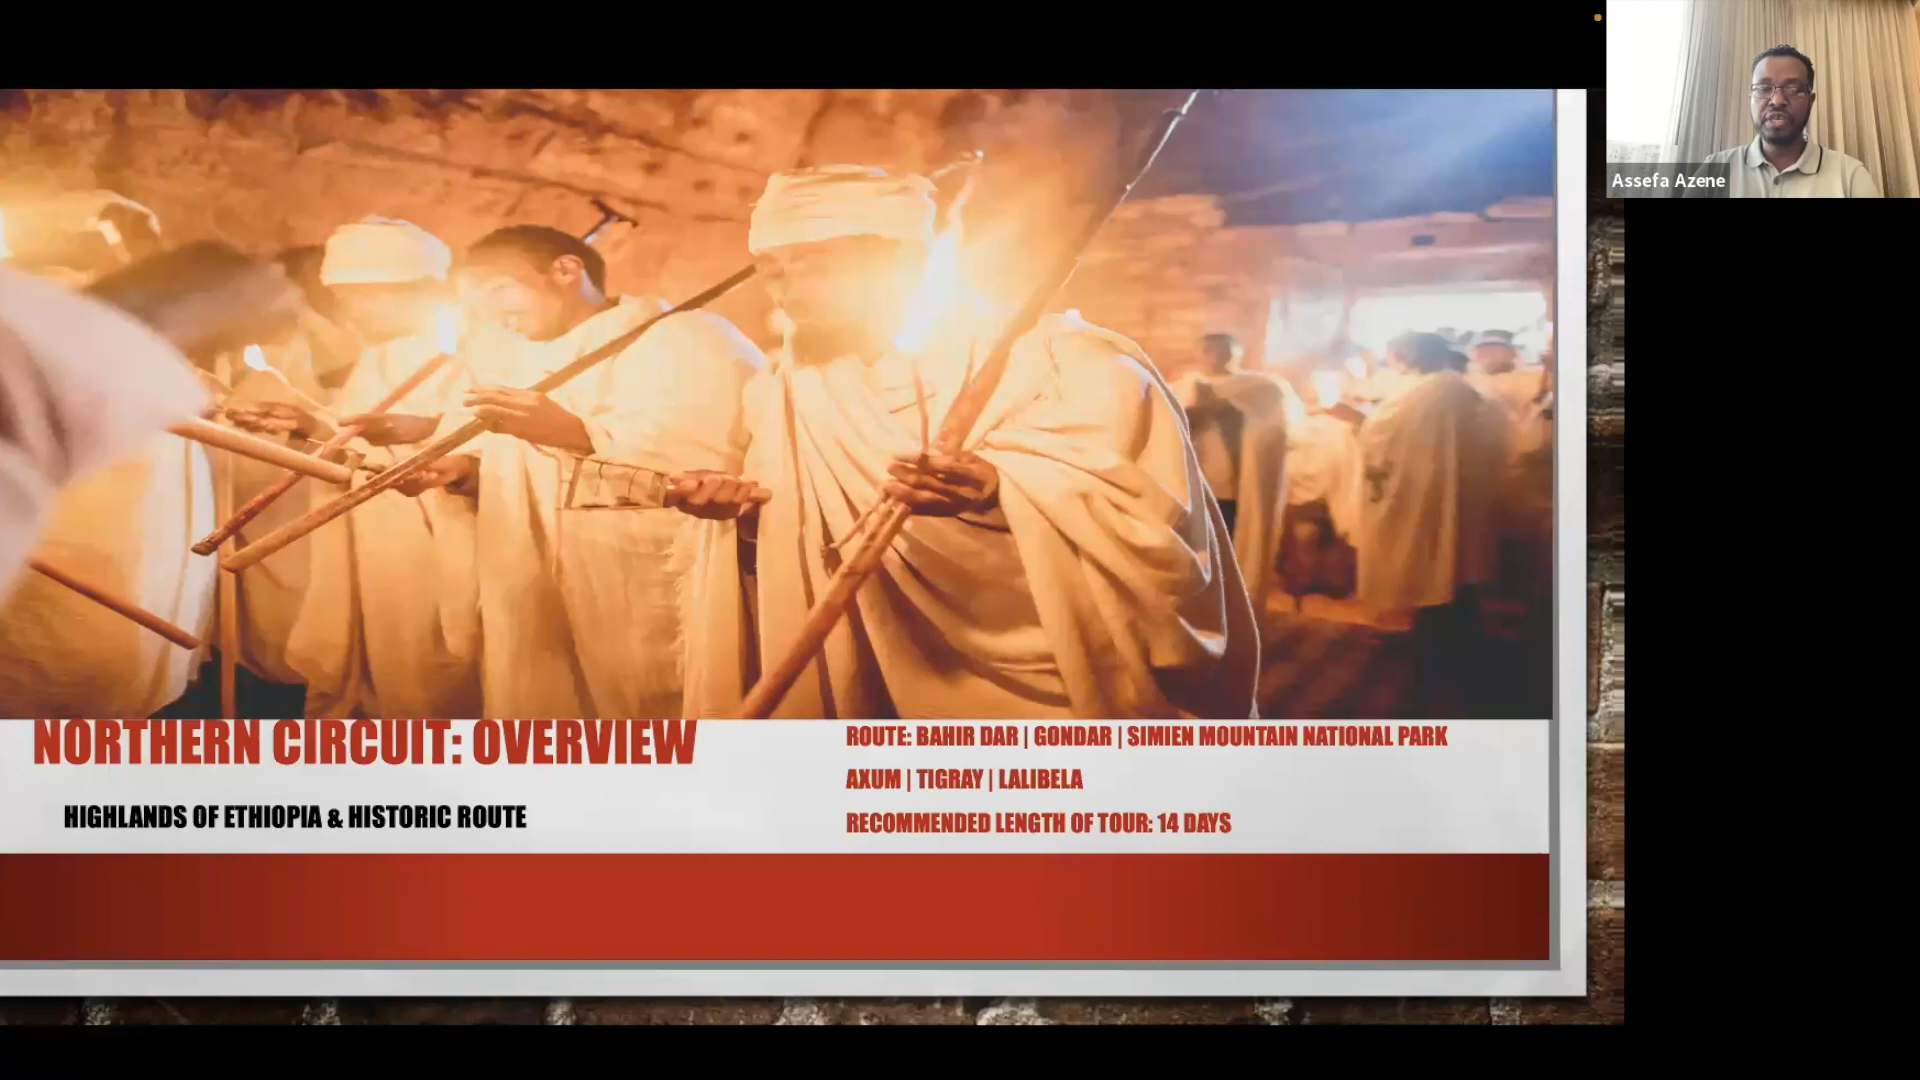 Assefa Azene
NORTHERN CIRCUIT: OVERVIEW
HIGHLANDS OF ETHIOPIA & HISTORIC ROUTE
ROUTE: BAHIR DAR | GONDAR | SIMIEN MOUNTAIN NATIONAL PARK
AXUM | TIGRAY | LALIBELA
RECOMMENDED LENGTH OF TOUR: 14 DAYS